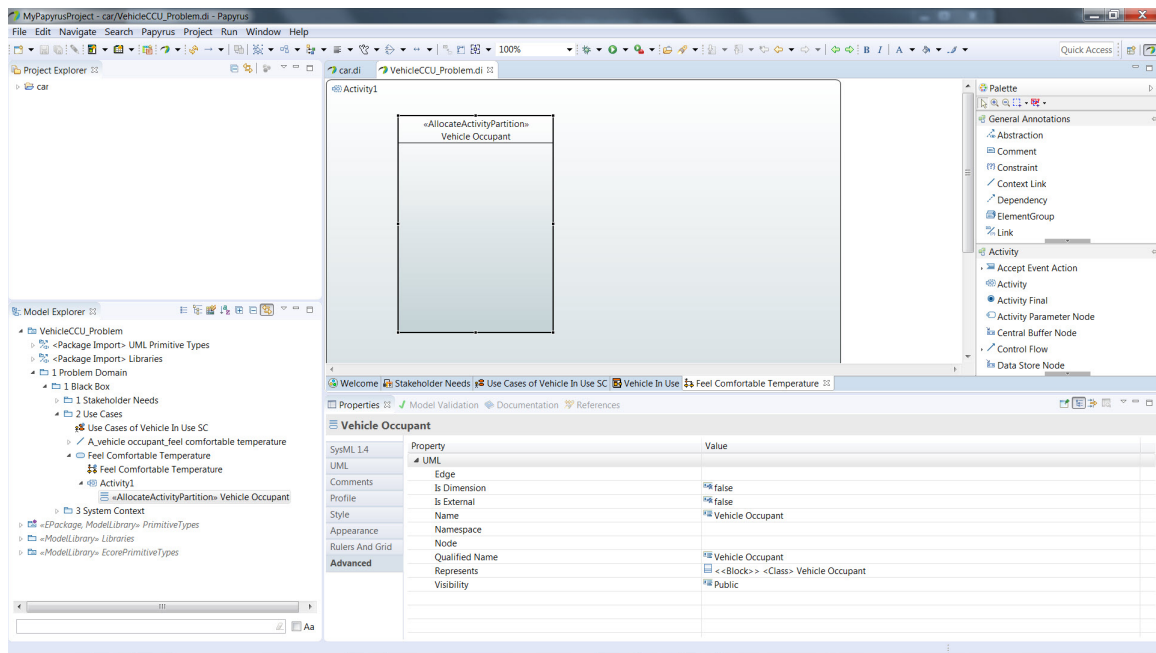 MyPapyrusProject - car/VehicleCCU_Problem.di - Papyrus
File Edit Navigate Search Papyrus Project Run Window Help
100%
B I A
Quick Access
Project Explorer
car
car.di
VehicleCCU_Problem.di
Activity1
«AllocateActivityPartition»
Vehicle Occupant
Palette
General Annotations
Abstraction
Comment
Constraint
Context Link
Dependency
ElementGroup
Link
Activity
Accept Event Action
Activity
Activity Final
Activity Parameter Node
Central Buffer Node
Control Flow
Data Store Node
Model Explorer
VehicleCCU_Problem
<Package Import> UML Primitive Types
<Package Import> Libraries
1 Problem Domain
1 Black Box
1 Stakeholder Needs
2 Use Cases
Use Cases of Vehicle In Use SC
A_vehicle occupant_feel comfortable temperature
Feel Comfortable Temperature
Feel Comfortable Temperature
Activity1
«AllocateActivityPartition» Vehicle Occupant
3 System Context
«EPackage, ModelLibrary» PrimitiveTypes
«ModelLibrary» Libraries
«ModelLibrary» EcorePrimitiveTypes
Aa
Welcome Stakeholder Needs Use Cases of Vehicle In Use SC Vehicle In Use Feel Comfortable Temperature
Properties Model Validation Documentation References
Vehicle Occupant
SysML 1.4
UML
Comments
Profile
Style
Appearance
Rulers And Grid
Advanced
Property Value
UML
Edge
Is Dimension false
Is External false
Name Vehicle Occupant
Namespace
Node
Qualified Name Vehicle Occupant
Represents <<Block>> <Class> Vehicle Occupant
Visibility Public